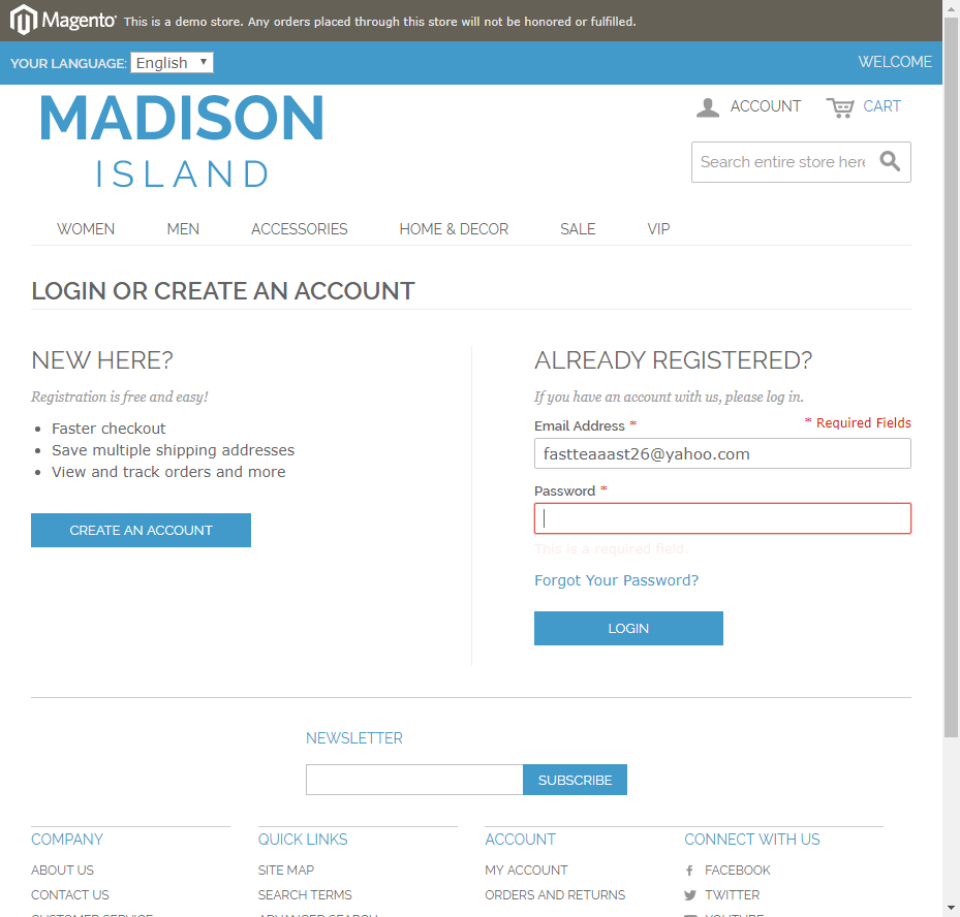 Magento This is a demo store. Any orders placed through this store will not be honored or fulfilled.
YOUR LANGUAGE: English WELCOME
MADISON
ISLAND
ACCOUNT CART
Search entire store here
WOMEN MEN ACCESSORIES HOME & DECOR SALE VIP
LOGIN OR CREATE AN ACCOUNT
NEW HERE?
Registration is free and easy!
• Faster checkout
• Save multiple shipping addresses
• View and track orders and more
CREATE AN ACCOUNT
ALREADY REGISTERED?
If you have an account with us, please log in.
* Required Fields
Email Address *
fastteaaast26@yahoo.com
Password *
This is a required field.
Forgot Your Password?
LOGIN
NEWSLETTER
SUBSCRIBE
COMPANY
ABOUT US
CONTACT US
CUSTOMER SERVICE
QUICK LINKS
SITE MAP
SEARCH TERMS
ADVANCED SEARCH
ACCOUNT
MY ACCOUNT
ORDERS AND RETURNS
CONNECT WITH US
FACEBOOK
TWITTER
YOUTUBE